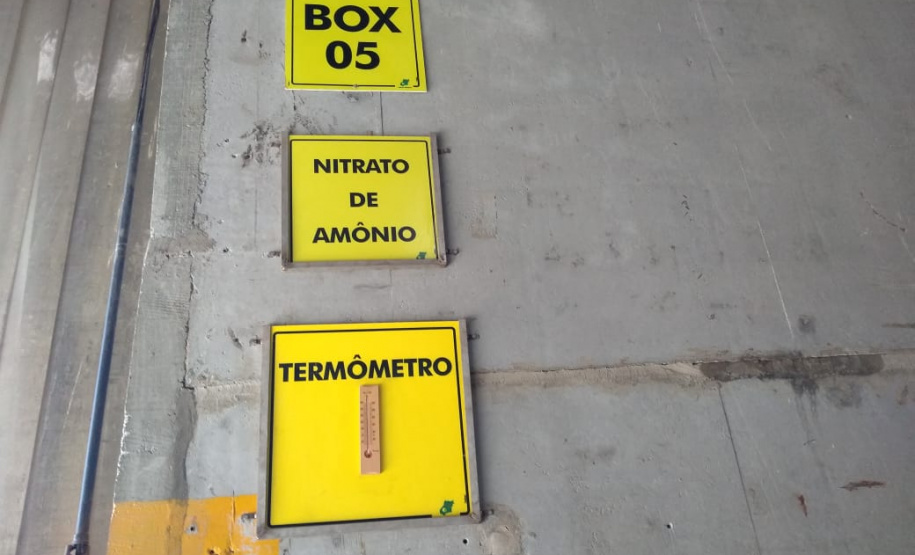 BOX
05
NITRATO
DE
AMÔNIO
TERMÔMETRO